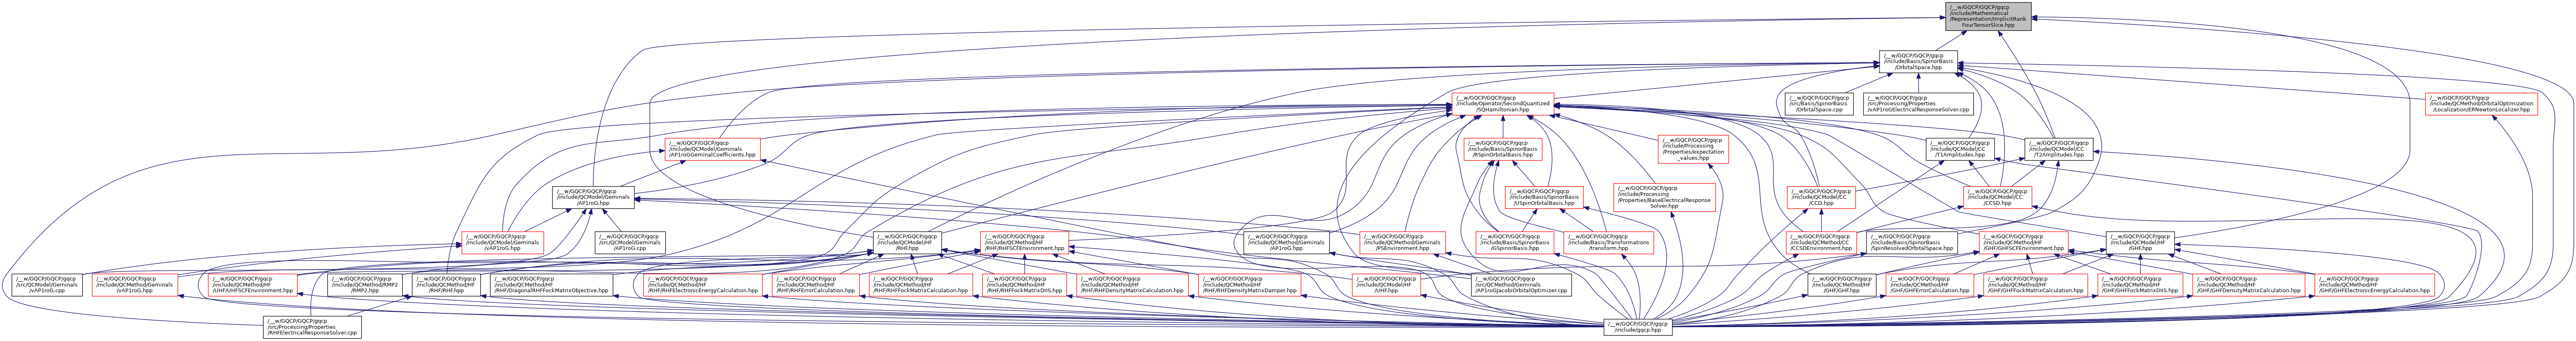 /__w/GQCP/GQCP/gqcp
/include/Mathematical
/Representation/ImplicitRank
FourTensorSlice.hpp
/__w/GQCP/GQCP/gqcp
/include/Basis/SpinorBasis
/OrbitalSpace.hpp
/__w/GQCP/GQCP/gqcp
/include/Operator/SecondQuantized
/SQHamiltonian.hpp
/__w/GQCP/GQCP/gqcp
/src/Basis/SpinorBasis
/OrbitalSpace.cpp
/__w/GQCP/GQCP/gqcp
/src/Processing/Properties
/vAP1roGElectricalResponseSolver.cpp
/__w/GQCP/GQCP/gqcp
/include/QCMethod/OrbitalOptimization
/Localization/ERNewtonLocalizer.hpp
/__w/GQCP/GQCP/gqcp
/include/QCModel/Geminals
/AP1roGGeminalCoefficients.hpp
/__w/GQCP/GQCP/gqcp
/include/Basis/SpinorBasis
/RSpinOrbitalBasis.hpp
/__w/GQCP/GQCP/gqcp
/include/Processing
/Properties/expectation
_values.hpp
/__w/GQCP/GQCP/gqcp
/include/QCModel/CC
/T1Amplitudes.hpp
/__w/GQCP/GQCP/gqcp
/include/QCModel/CC
/T2Amplitudes.hpp
/__w/GQCP/GQCP/gqcp
/include/QCModel/Geminals
/AP1roG.hpp
/__w/GQCP/GQCP/gqcp
/include/Basis/SpinorBasis
/USpinOrbitalBasis.hpp
/__w/GQCP/GQCP/gqcp
/include/Processing
/Properties/BaseElectricalResponse
Solver.hpp
/__w/GQCP/GQCP/gqcp
/include/QCModel/CC
/CCD.hpp
/__w/GQCP/GQCP/gqcp
/include/QCModel/CC
/CCSD.hpp
/__w/GQCP/GQCP/gqcp
/include/QCModel/Geminals
/vAP1roG.hpp
/__w/GQCP/GQCP/gqcp
/src/QCModel/Geminals
/AP1roG.cpp
/__w/GQCP/GQCP/gqcp
/include/QCModel/HF
/RHF.hpp
/__w/GQCP/GQCP/gqcp
/include/QCMethod/HF
/RHF/RHFSCFEnvironment.hpp
/__w/GQCP/GQCP/gqcp
/include/QCMethod/Geminals
/AP1roG.hpp
/__w/GQCP/GQCP/gqcp
/include/QCMethod/Geminals
/PSEnvironment.hpp
/__w/GQCP/GQCP/gqcp
/include/Basis/SpinorBasis
/GSpinorBasis.hpp
/__w/GQCP/GQCP/gqcp
/include/Basis/Transformations
/transform.hpp
/__w/GQCP/GQCP/gqcp
/include/QCMethod/CC
/CCSDEnvironment.hpp
/__w/GQCP/GQCP/gqcp
/include/Basis/SpinorBasis
/SpinResolvedOrbitalSpace.hpp
/__w/GQCP/GQCP/gqcp
/include/QCMethod/HF
/GHF/GHFSCFEnvironment.hpp
/__w/GQCP/GQCP/gqcp
/include/QCModel/HF
/GHF.hpp
/__w/GQCP/GQCP/gqcp
/src/QCModel/Geminals
/vAP1roG.cpp
/__w/GQCP/GQCP/gqcp
/include/QCMethod/Geminals
/vAP1roG.hpp
/__w/GQCP/GQCP/gqcp
/include/QCMethod/HF
/UHF/UHFSCFEnvironment.hpp
/__w/GQCP/GQCP/gqcp
/include/QCMethod/RMP2
/RMP2.hpp
/__w/GQCP/GQCP/gqcp
/include/QCMethod/HF
/RHF/RHF.hpp
/__w/GQCP/GQCP/gqcp
/include/QCMethod/HF
/RHF/DiagonalRHFFockMatrixObjective.hpp
/__w/GQCP/GQCP/gqcp
/include/QCMethod/HF
/RHF/RHFElectronicEnergyCalculation.hpp
/__w/GQCP/GQCP/gqcp
/include/QCMethod/HF
/RHF/RHFErrorCalculation.hpp
/__w/GQCP/GQCP/gqcp
/include/QCMethod/HF
/RHF/RHFFockMatrixCalculation.hpp
/__w/GQCP/GQCP/gqcp
/include/QCMethod/HF
/RHF/RHFFockMatrixDIIS.hpp
/__w/GQCP/GQCP/gqcp
/include/QCMethod/HF
/RHF/RHFDensityMatrixCalculation.hpp
/__w/GQCP/GQCP/gqcp
/include/QCMethod/HF
/RHF/RHFDensityMatrixDamper.hpp
/__w/GQCP/GQCP/gqcp
/include/QCModel/HF
/UHF.hpp
/__w/GQCP/GQCP/gqcp
/src/QCMethod/Geminals
/AP1roGJacobiOrbitalOptimizer.cpp
/__w/GQCP/GQCP/gqcp
/include/QCMethod/HF
/GHF/GHF.hpp
/__w/GQCP/GQCP/gqcp
/include/QCMethod/HF
/GHF/GHFErrorCalculation.hpp
/__w/GQCP/GQCP/gqcp
/include/QCMethod/HF
/GHF/GHFFockMatrixCalculation.hpp
/__w/GQCP/GQCP/gqcp
/include/QCMethod/HF
/GHF/GHFFockMatrixDIIS.hpp
/__w/GQCP/GQCP/gqcp
/include/QCMethod/HF
/GHF/GHFDensityMatrixCalculation.hpp
/__w/GQCP/GQCP/gqcp
/include/QCMethod/HF
/GHF/GHFElectronicEnergyCalculation.hpp
/__w/GQCP/GQCP/gqcp
/src/Processing/Properties
/RHFElectricalResponseSolver.cpp
/__w/GQCP/GQCP/gqcp
/include/gqcp.hpp